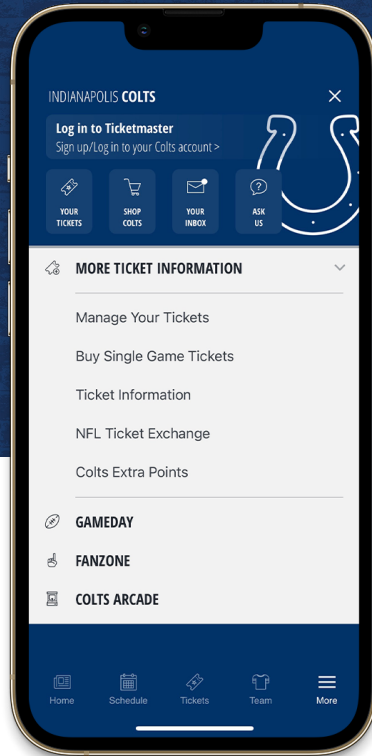 INDIANAPOLIS COLTS
Log in to Ticketmaster
Sign up/Log in to your Colts account >
YOUR
TICKETS
SHOP
COLTS
YOUR
INBOX
ASK
US
MORE TICKET INFORMATION
Manage Your Tickets
Buy Single Game Tickets
Ticket Information
NFL Ticket Exchange
Colts Extra Points
GAMEDAY
FANZONE
COLTS ARCADE
Home Schedule Tickets Team More